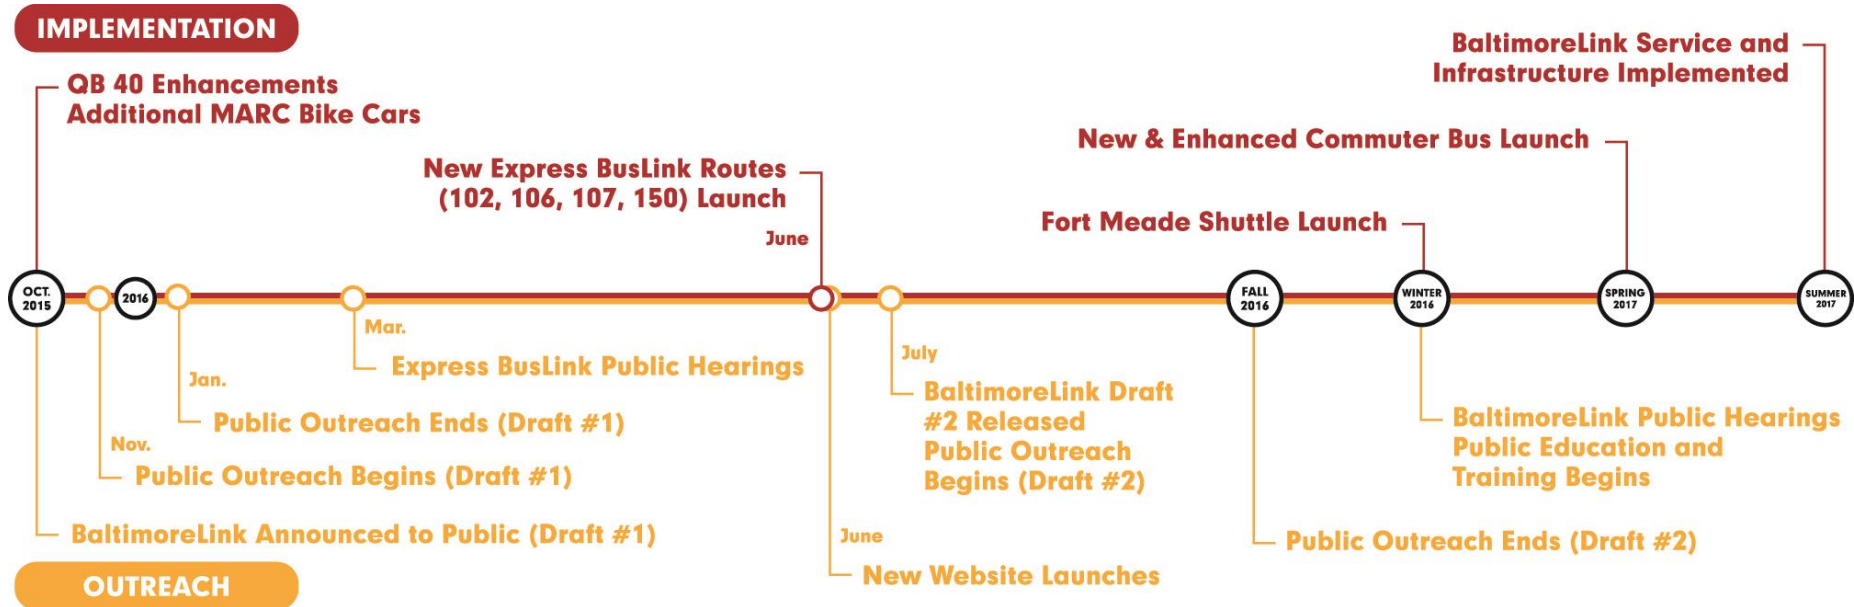 IMPLEMENTATION
QB 40 Enhancements
Additional MARC Bike Cars
New Express BusLink Routes
(102, 106, 107, 150) Launch
June
BaltimoreLink Service and
Infrastructure Implemented
New & Enhanced Commuter Bus Launch
Fort Meade Shuttle Launch
OCT.
2015
2016
FALL
2016
WINTER
2016
SPRING
2017
SUMMER
2017
Mar.
Express BusLink Public Hearings
Jan.
Public Outreach Ends (Draft #1)
Nov.
Public Outreach Begins (Draft #1)
BaltimoreLink Announced to Public (Draft #1)
July
BaltimoreLink Draft
#2 Released
Public Outreach
Begins (Draft #2)
June
New Website Launches
BaltimoreLink Public Hearings
Public Education and
Training Begins
Public Outreach Ends (Draft #2)
OUTREACH